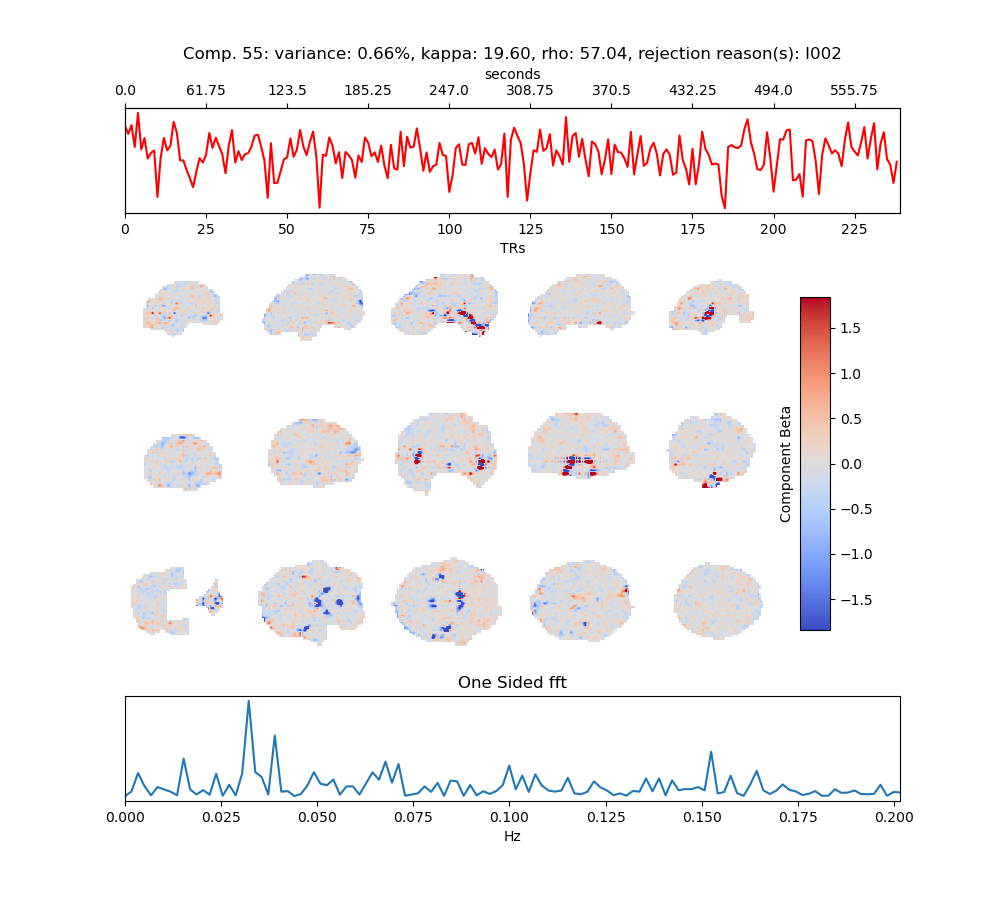 Comp. 55: variance: 0.66%, kappa: 19.60, rho: 57.04, rejection reason(s): I002
seconds
0.0 61.75 123.5 185.25 247.0 308.75 370.5 432.25 494.0 555.75
0 25 50 75 100 125 150 175 200 225
TRs
1.5
1.0
0.5
0.0
−0.5
−1.0
−1.5
Component Beta
One Sided fft
0.000 0.025 0.050 0.075 0.100 0.125 0.150 0.175 0.200
Hz